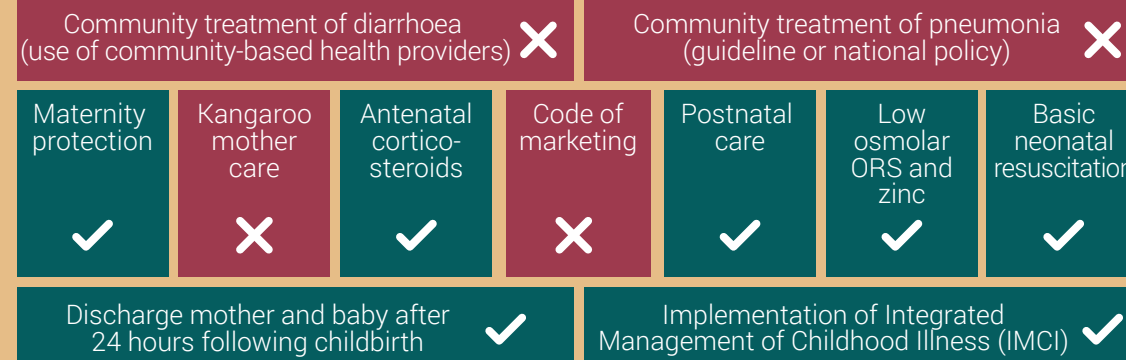 Community treatment of diarrhoea
(use of community-based health providers)
Community treatment of pneumonia
(guideline or national policy)
Maternity
protection
Kangaroo
mother
care
Antenatal
cortico-
steroids
Code of
marketing
Postnatal
care
Low
osmolar
ORS and
zinc
Basic
neonatal
resuscitation
Discharge mother and baby after
24 hours following childbirth
Implementation of Integrated
Management of Childhood Illness (IMCI)